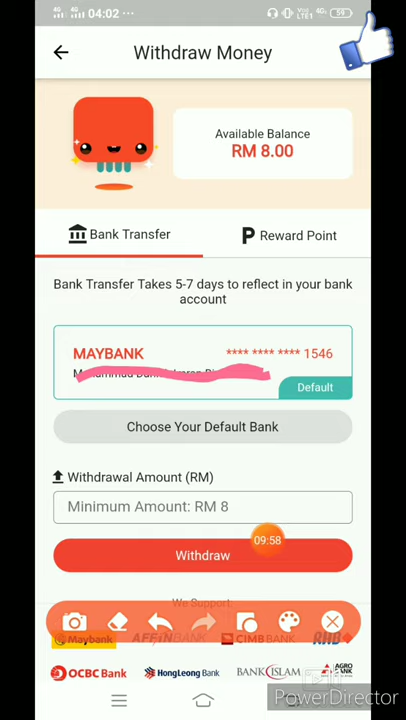 04:02
59
Withdraw Money
Available Balance
RM 8.00
Bank Transfer
Reward Point
Bank Transfer Takes 5-7 days to reflect in your bank
account
MAYBANK **** **** **** 1546
Default
Choose Your Default Bank
Withdrawal Amount (RM)
Minimum Amount: RM 8
09:58
Withdraw
We Support
Maybank AFFIN BANK CIMB BANK RHB
OCBC Bank HongLeong Bank BANK ISLAM AGRO BANK
PowerDirector